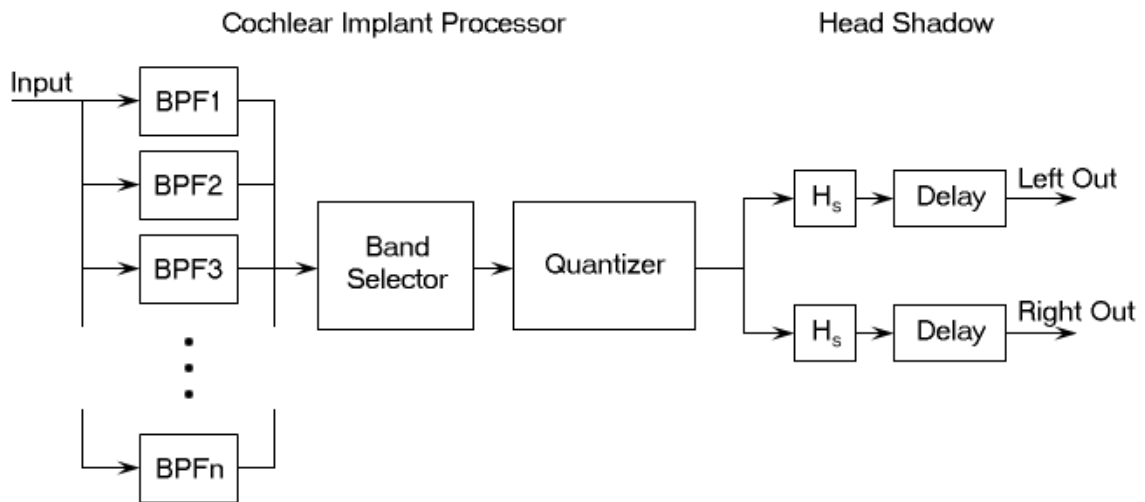 Cochlear Implant Processor
Head Shadow
Input
BPF1
BPF2
BPF3
BPFn
Band
Selector
Quantizer
Hs
Delay
Left Out
Hs
Delay
Right Out